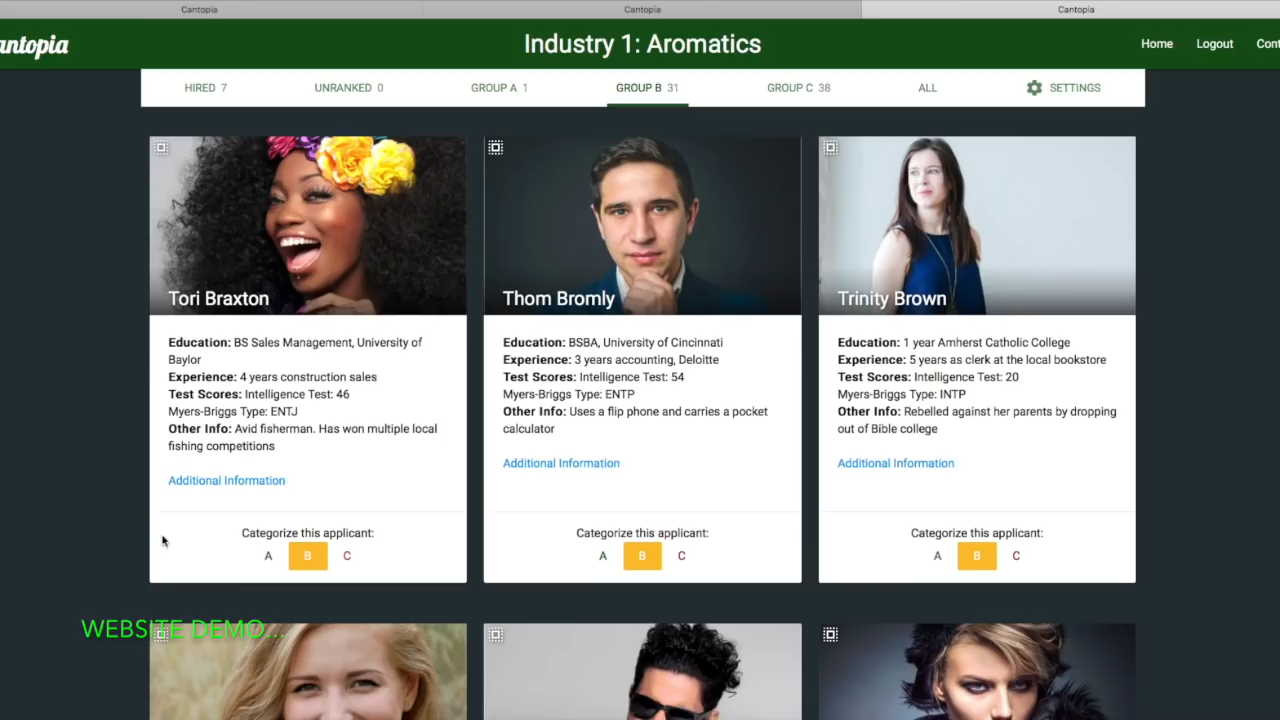 Cantopia Cantopia Cantopia
antopia Industry 1: Aromatics Home Logout Cont
HIRED 7 UNRANKED 0 GROUP A 1 GROUP B 31 GROUP C 38 ALL SETTINGS
Tori Braxton
Education: BS Sales Management, University of
Baylor
Experience: 4 years construction sales
Test Scores: Intelligence Test: 46
Myers-Briggs Type: ENTJ
Other Info: Avid fisherman. Has won multiple local
fishing competitions
Additional Information
Categorize this applicant:
A B C
Thom Bromly
Education: BSBA, University of Cincinnati
Experience: 3 years accounting, Deloitte
Test Scores: Intelligence Test: 54
Myers-Briggs Type: ENTP
Other Info: Uses a flip phone and carries a pocket
calculator
Additional Information
Categorize this applicant:
A B C
Trinity Brown
Education: 1 year Amherst Catholic College
Experience: 5 years as clerk at the local bookstore
Test Scores: Intelligence Test: 20
Myers-Briggs Type: INTP
Other Info: Rebelled against her parents by dropping
out of Bible college
Additional Information
Categorize this applicant:
A B C
WEBSITE DEMO...